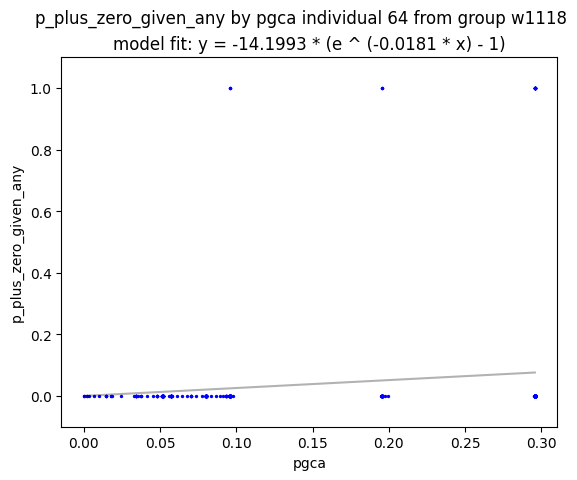 p_plus_zero_given_any by pgca individual 64 from group w1118
model fit: y = -14.1993 * (e ^ (-0.0181 * x) - 1)
1.0
0.8
0.6
0.4
0.2
0.0
p_plus_zero_given_any
0.00 0.05 0.10 0.15 0.20 0.25 0.30
pgca